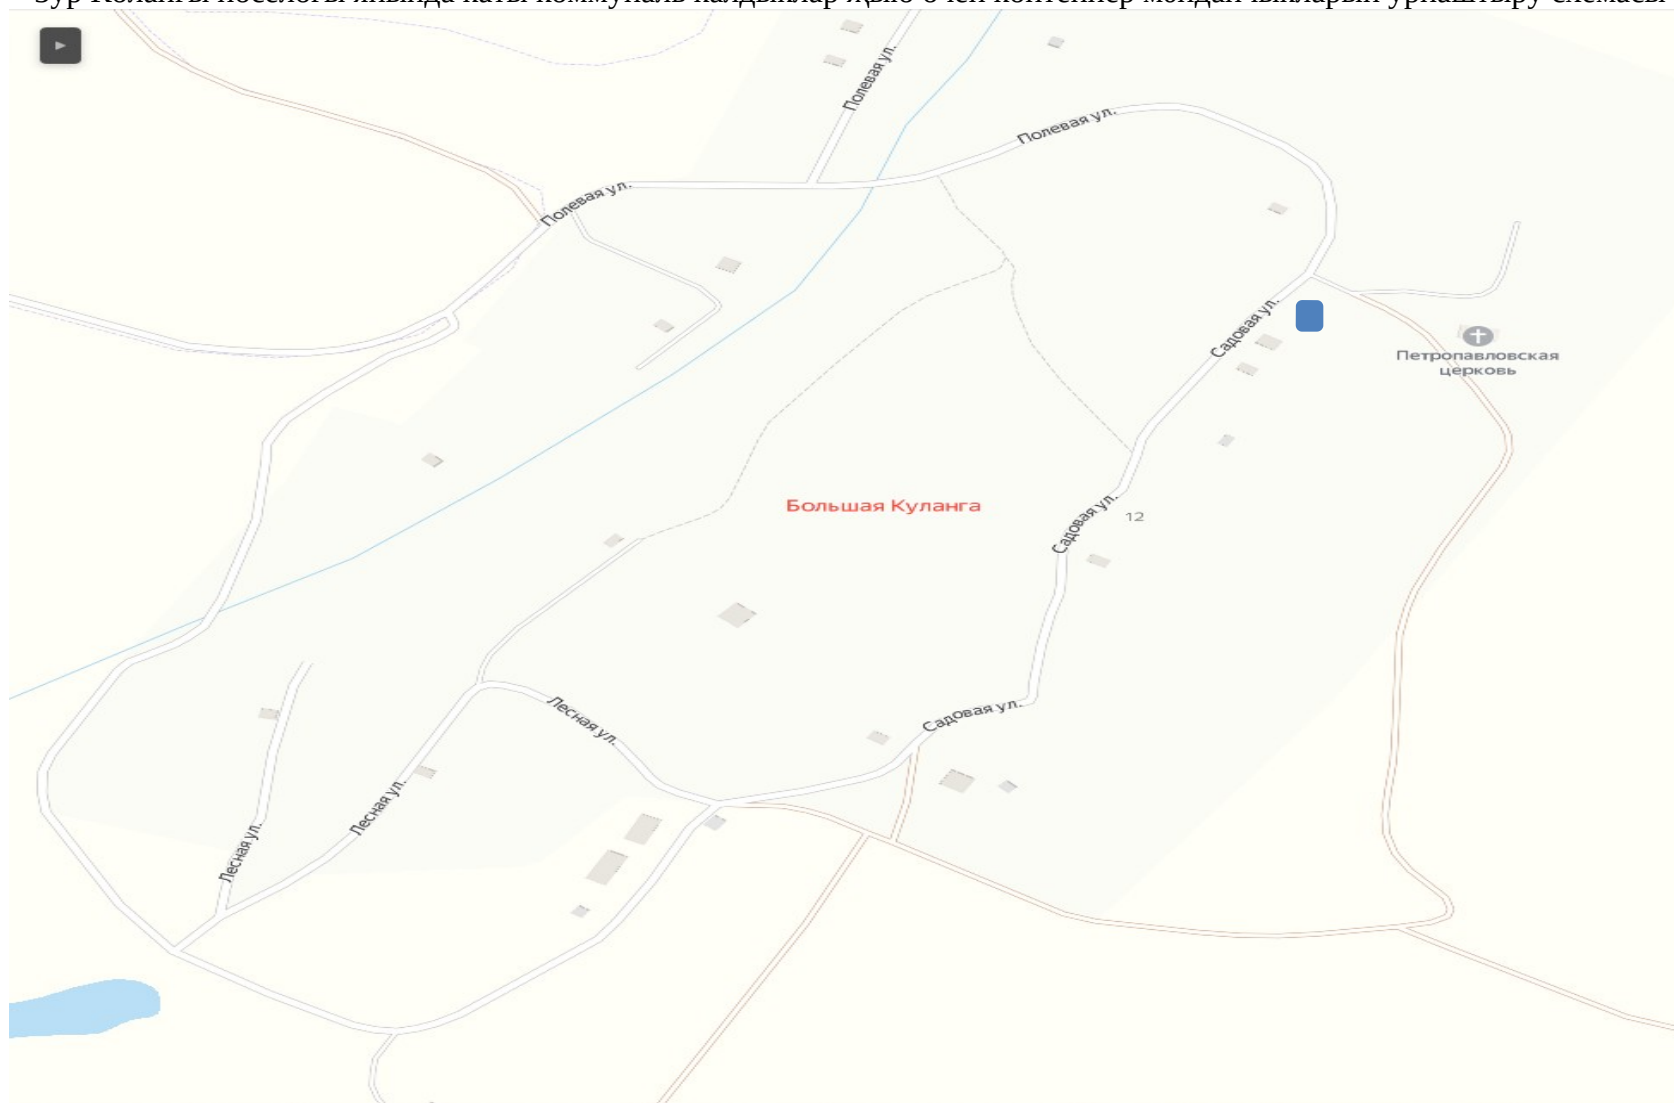 Полевая ул.
Полевая ул.
Полевая ул.
Садовая ул.
Петропавловская
церковь
Большая Куланга
Садовая ул.
12
Садовая ул.
Лесная ул.
Лесная ул.
Лесная ул.